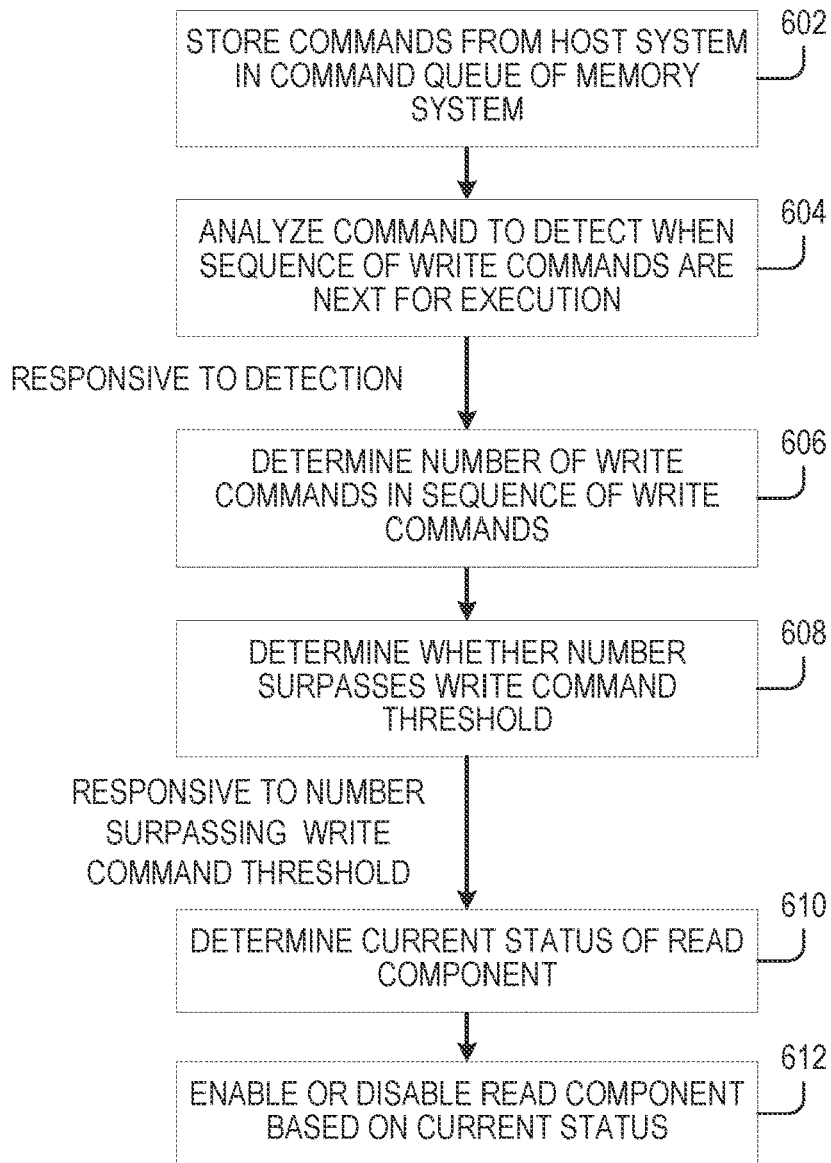 602
STORE COMMANDS FROM HOST SYSTEM
IN COMMAND QUEUE OF MEMORY
SYSTEM
604
ANALYZE COMMAND TO DETECT WHEN
SEQUENCE OF WRITE COMMANDS ARE
NEXT FOR EXECUTION
RESPONSIVE TO DETECTION
606
DETERMINE NUMBER OF WRITE
COMMANDS IN SEQUENCE OF WRITE
COMMANDS
608
DETERMINE WHETHER NUMBER
SURPASSES WRITE COMMAND
THRESHOLD
RESPONSIVE TO NUMBER
SURPASSING WRITE
COMMAND THRESHOLD
610
DETERMINE CURRENT STATUS OF READ
COMPONENT
612
ENABLE OR DISABLE READ COMPONENT
BASED ON CURRENT STATUS